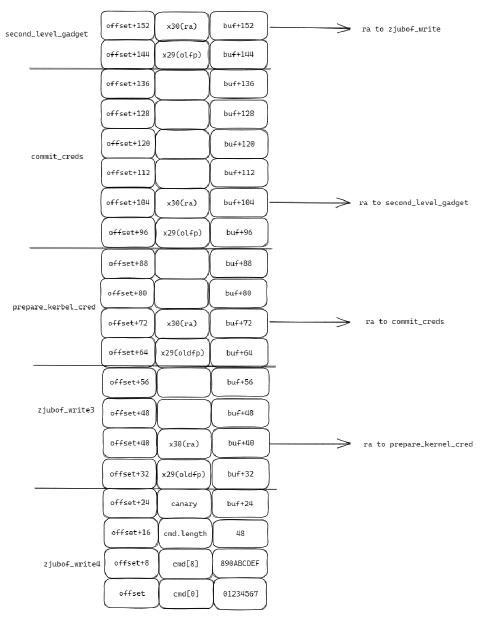 offset+152 x30(ra) buf+152 ra to zjubof_write
second_level_gadget
offset+144 x29(olfp) buf+144
offset+136 buf+136
offset+128 buf+128
offset+120 buf+120
commit_creds
offset+112 buf+112
offset+104 x30(ra) buf+104 ra to second_level_gadget
offset+96 x29(olfp) buf+96
offset+88 buf+88
offset+80 buf+80
prepare_kerbel_cred
offset+72 x30(ra) buf+72 ra to commit_creds
offset+64 x29(oldfp) buf+64
offset+56 buf+56
zjubof_write3
offset+48 buf+48
offset+40 x30(ra) buf+40 ra to prepare_kernel_cred
offset+32 x29(oldfp) buf+32
offset+24 canary buf+24
offset+16 cmd.length 48
zjubof_write4 offset+8 cmd[8] 890ABCDEF
offset cmd[0] 01234567